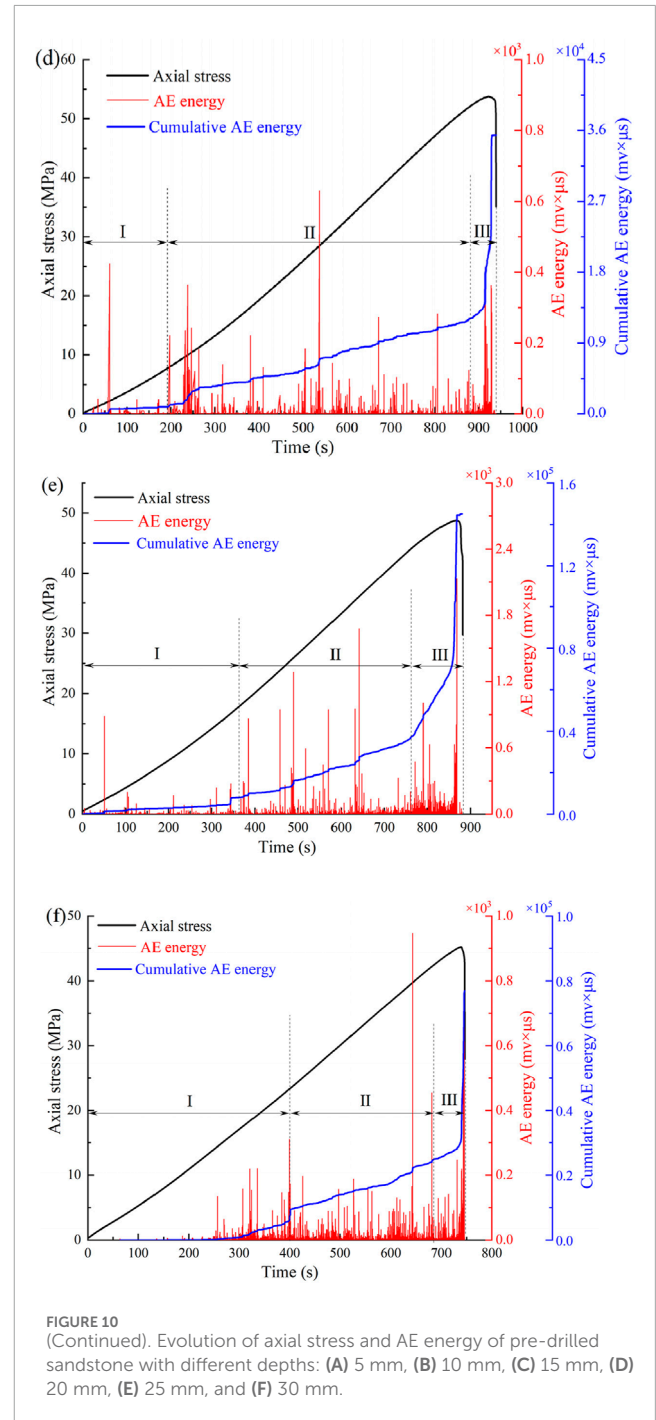 (d)
×10³
×10⁴
Axial stress
AE energy
Cumulative AE energy
I
II
III
60
50
40
30
20
10
0
Axial stress (MPa)
1.0
0.8
0.6
0.4
0.2
0.0
AE energy (mv×μs)
4.5
3.6
2.7
1.8
0.9
0.0
Cumulative AE energy (mv×μs)
0 100 200 300 400 500 600 700 800 900 1000
Time (s)
(e)
×10³
×10⁵
Axial stress
AE energy
Cumulative AE energy
I
II
III
50
40
30
20
10
0
Axial stress (MPa)
3.0
2.6
1.7
1.2
0.9
0.0
AE energy (mv×μs)
1.6
1.2
0.8
0.4
0.0
Cumulative AE energy (mv×μs)
0 100 200 300 400 500 600 700 800 900
Time (s)
(f)
×10³
×10⁵
Axial stress
AE energy
Cumulative AE energy
I
II
III
50
40
30
20
10
0
Axial stress (MPa)
1.0
0.8
0.6
0.4
0.2
0.0
AE energy (mv×μs)
1.0
0.8
0.6
0.4
0.2
0.0
Cumulative AE energy (mv×μs)
0 100 200 300 400 500 600 700 800
Time (s)
FIGURE 10
(Continued). Evolution of axial stress and AE energy of pre-drilled
sandstone with different depths: (A) 5 mm, (B) 10 mm, (C) 15 mm, (D)
20 mm, (E) 25 mm, and (F) 30 mm.